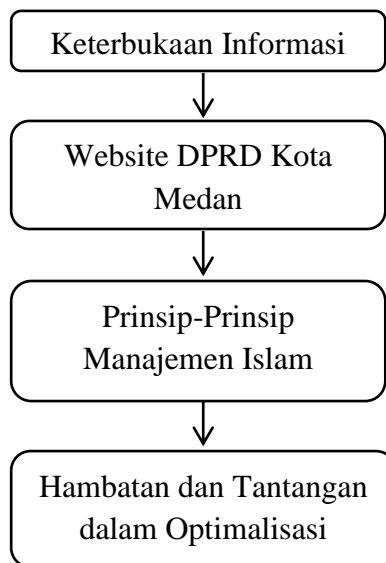 Keterbukaan Informasi
Website DPRD Kota
Medan
Prinsip-Prinsip
Manajemen Islam
Hambatan dan Tantangan
dalam Optimalisasi